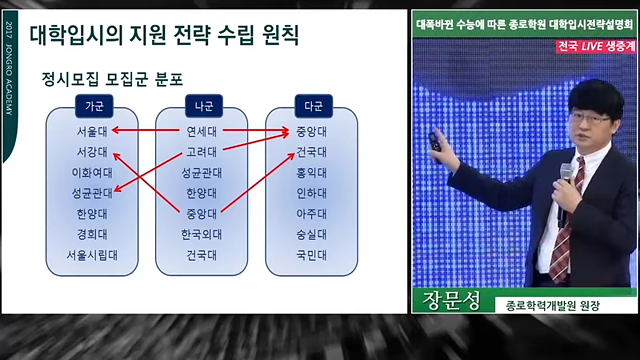 2017 JONGRO ACADEMY
대학입시의 지원 전략 수립 원칙
정시모집 모집군 분포
가군
서울대
서강대
이화여대
성균관대
한양대
경희대
서울시립대
나군
연세대
고려대
성균관대
한양대
중앙대
한국외대
건국대
다군
중앙대
건국대
홍익대
인하대
아주대
숭실대
국민대
대폭바뀐 수능에 따른 종로학원 대학입시전략설명회
전국 LIVE 생중계
장문성
종로학력개발원 원장